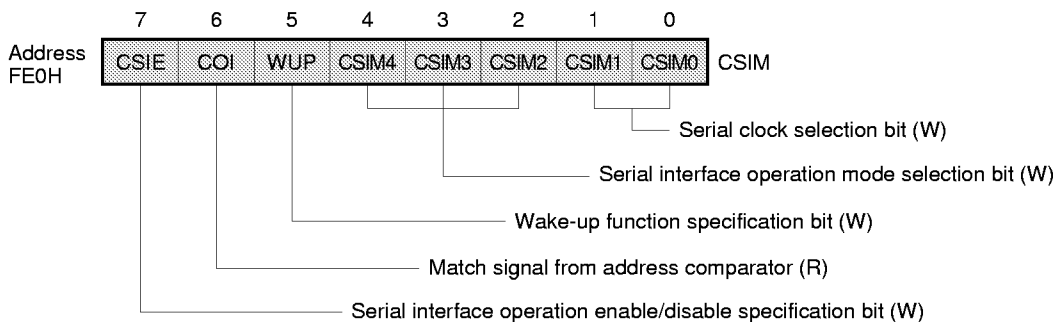 7 6 5 4 3 2 1 0
Address
FE0H
CSIE COI WUP CSIM4 CSIM3 CSIM2 CSIM1 CSIM0 CSIM
Serial clock selection bit (W)
Serial interface operation mode selection bit (W)
Wake-up function specification bit (W)
Match signal from address comparator (R)
Serial interface operation enable/disable specification bit (W)